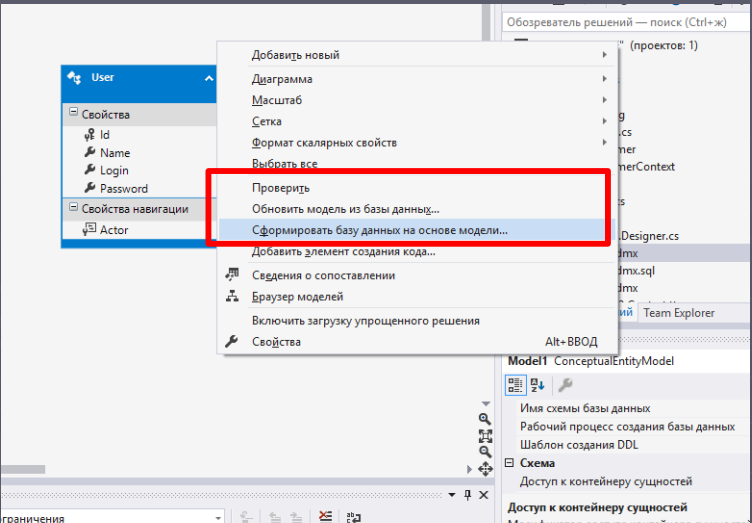 Обозреватель решений — поиск (Ctrl+ж)
(проектов: 1)
User
Свойства
Id
Name
Login
Password
Свойства навигации
Actor
Добавить новый
Диаграмма
Масштаб
Сетка
Формат скалярных свойств
Выбрать все
Проверить
Обновить модель из базы данных...
Сформировать базу данных на основе модели...
Добавить элемент создания кода...
Сведения о сопоставлении
Браузер моделей
Включить загрузку упрощенного решения
Свойства Alt+ВВОД
.cs
merContext
.Designer.cs
dmx
dmx.sql
dmx
Team Explorer
Model1 ConceptualEntityModel
Имя схемы базы данных
Рабочий процесс создания базы данных
Шаблон создания DDL
Схема
Доступ к контейнеру сущностей
Доступ к контейнеру сущностей
ограничения